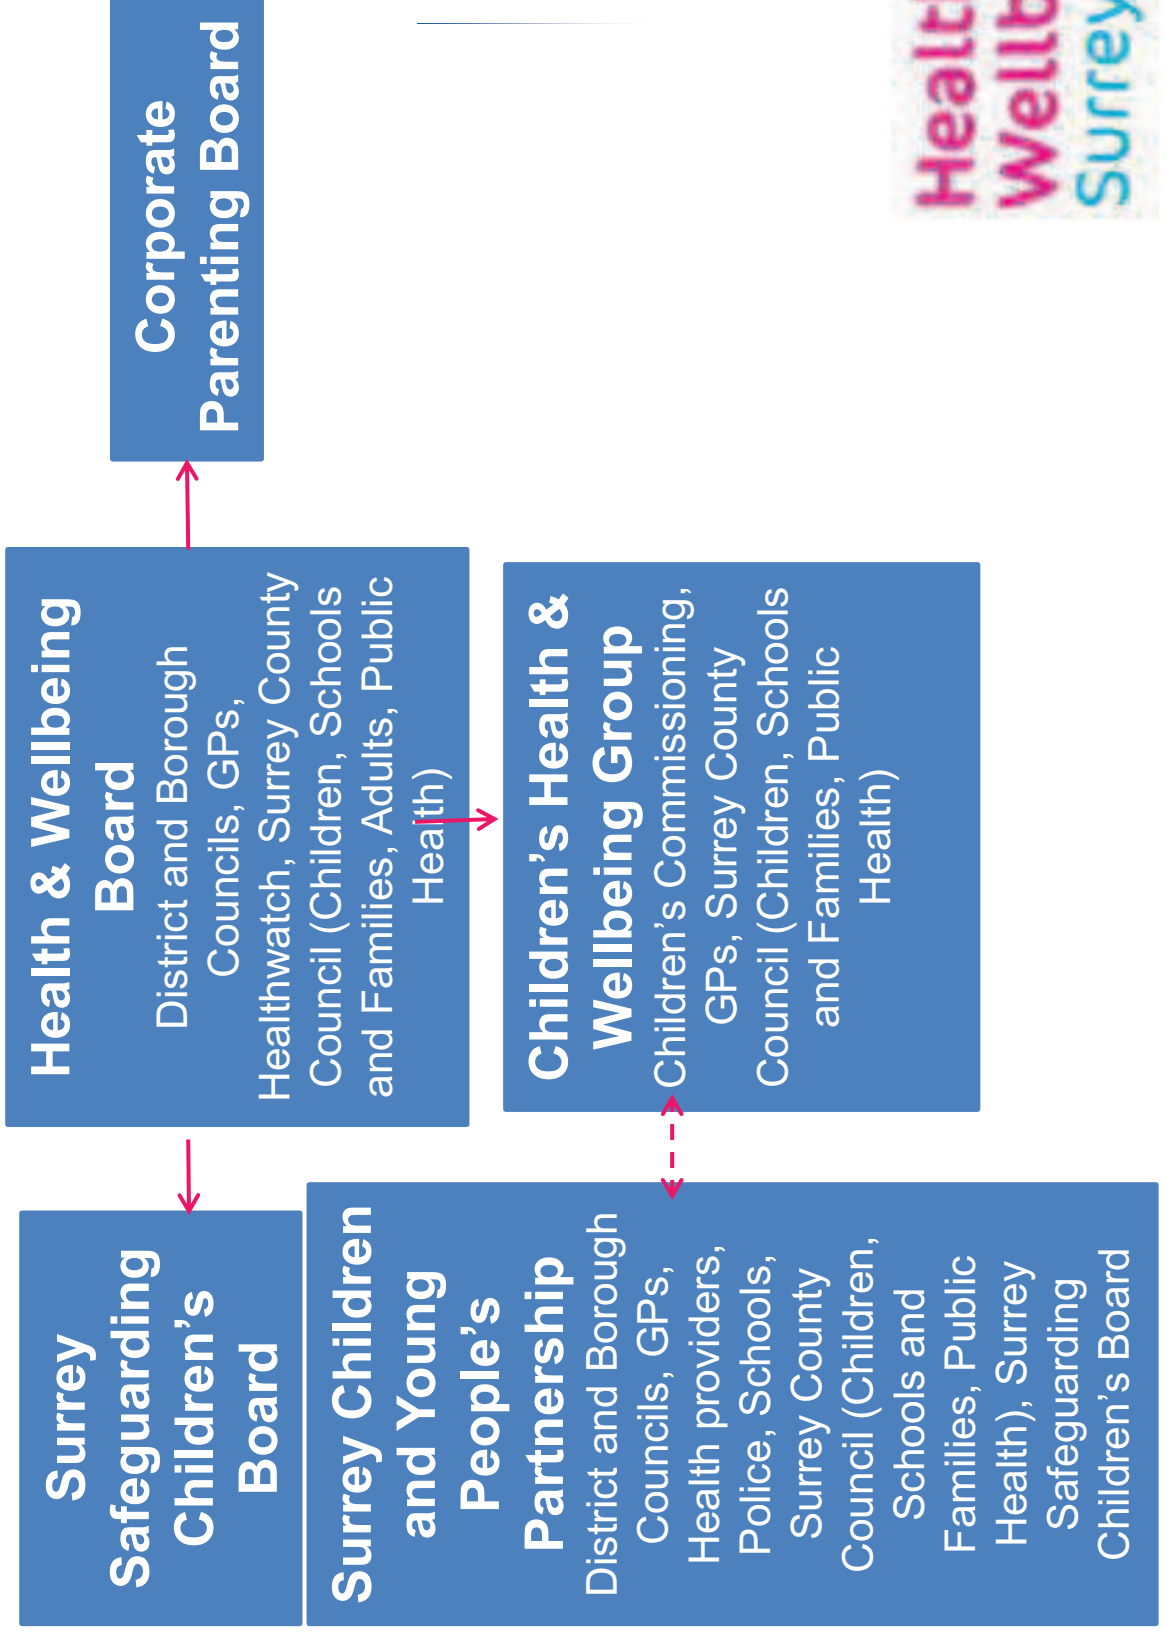 Surrey
Safeguarding
Children's
Board
Health & Wellbeing
Board
District and Borough
Councils, GPs,
Healthwatch, Surrey County
Council (Children, Schools
and Families, Adults, Public
Health)
Corporate
Parenting Board
Surrey Children
and Young
People's
Partnership
District and Borough
Councils, GPs,
Health providers,
Police, Schools,
Surrey County
Council (Children,
Schools and
Families, Public
Health), Surrey
Safeguarding
Children's Board
Children's Health &
Wellbeing Group
Children's Commissioning,
GPs, Surrey County
Council (Children, Schools
and Families, Public
Health)
Surrey